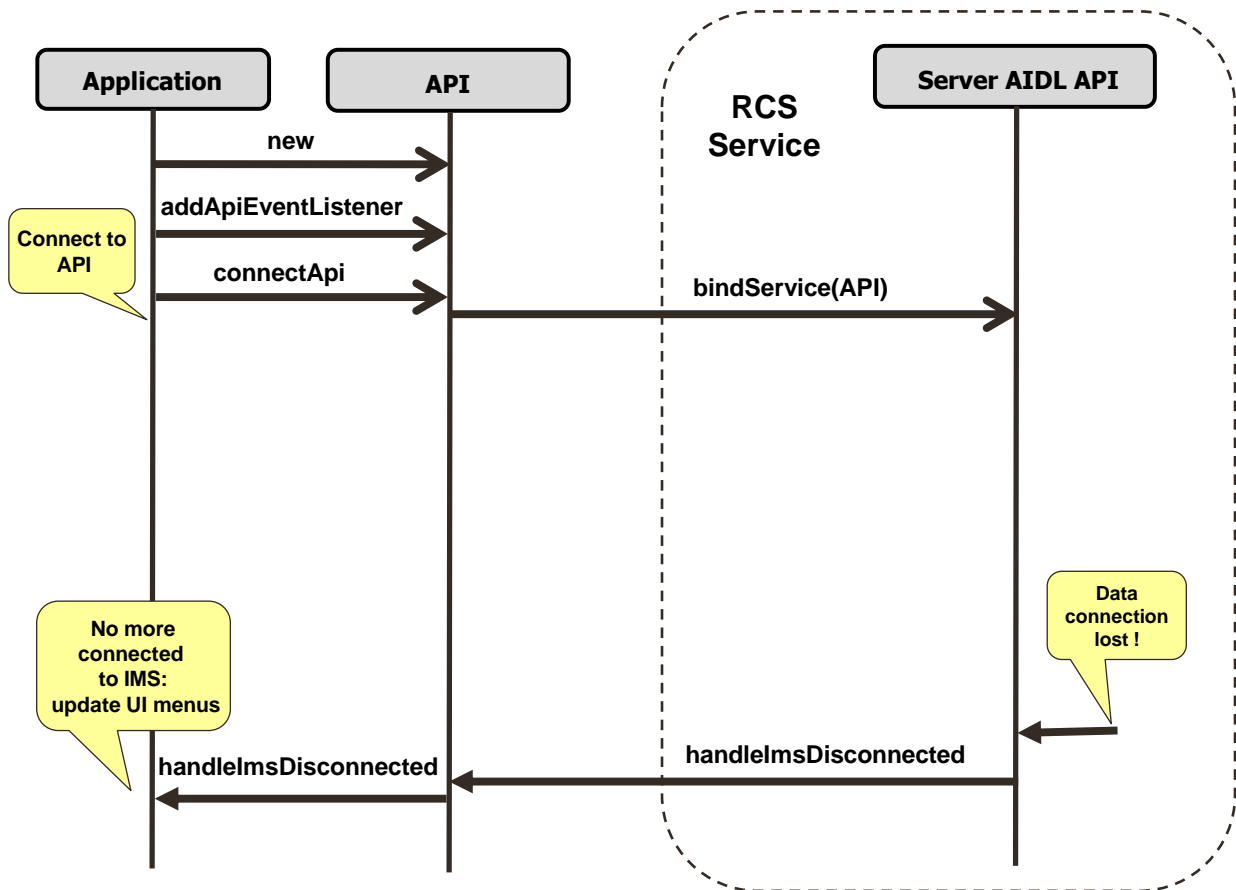 Application
API
Server AIDL API
RCS
Service
new
addApiEventListener
Connect to
API
connectApi
bindService(API)
Data
connection
lost !
No more
connected
to IMS:
update UI menus
handleImsDisconnected
handleImsDisconnected